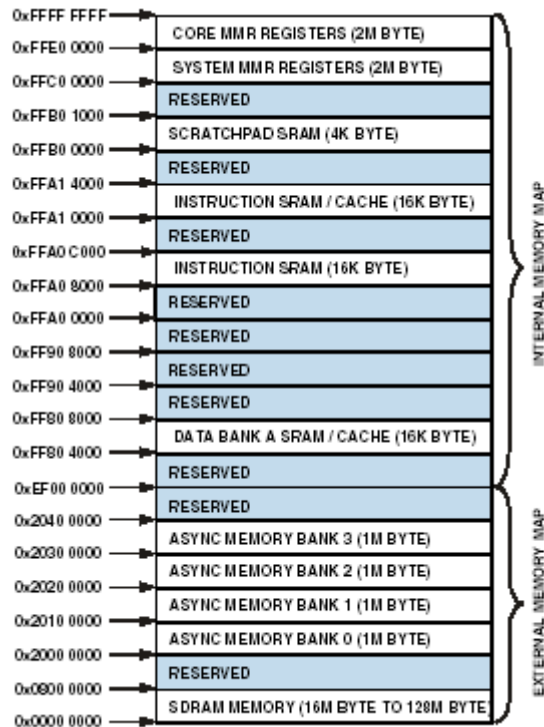 0xFFFF FFFF
CORE MMR REGISTERS (2M BYTE)
0xFFE0 0000
SYSTEM MMR REGISTERS (2M BYTE)
0xFFC0 0000
RESERVED
0xFFB0 1000
SCRATCHPAD SRAM (4K BYTE)
0xFFB0 0000
RESERVED
0xFFA1 4000
INSTRUCTION SRAM / CACHE (16K BYTE)
0xFFA1 0000
RESERVED
0xFFA0 C000
INSTRUCTION SRAM (16K BYTE)
0xFFA0 8000
RESERVED
0xFFA0 0000
RESERVED
0xFF90 8000
RESERVED
0xFF90 4000
RESERVED
0xFF80 8000
DATA BANK A SRAM / CACHE (16K BYTE)
0xFF80 4000
RESERVED
0xEF00 0000
RESERVED
0x2040 0000
ASYNC MEMORY BANK 3 (1M BYTE)
0x2030 0000
ASYNC MEMORY BANK 2 (1M BYTE)
0x2020 0000
ASYNC MEMORY BANK 1 (1M BYTE)
0x2010 0000
ASYNC MEMORY BANK 0 (1M BYTE)
0x2000 0000
RESERVED
0x0800 0000
SDRAM MEMORY (16M BYTE TO 128M BYTE)
0x0000 0000
INTERNAL MEMORY MAP
EXTERNAL MEMORY MAP